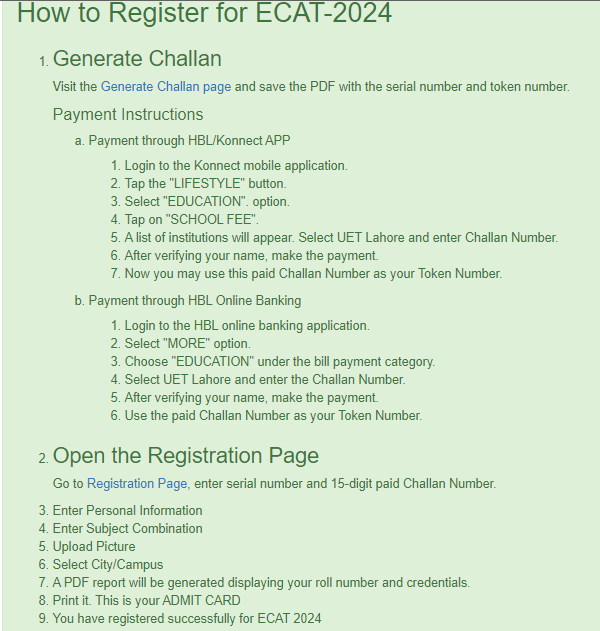 How to Register for ECAT-2024
1. Generate Challan
Visit the Generate Challan page and save the PDF with the serial number and token number.
Payment Instructions
a. Payment through HBL/Konnect APP
1. Login to the Konnect mobile application.
2. Tap the "LIFESTYLE" button.
3. Select "EDUCATION". option.
4. Tap on "SCHOOL FEE".
5. A list of institutions will appear. Select UET Lahore and enter Challan Number.
6. After verifying your name, make the payment.
7. Now you may use this paid Challan Number as your Token Number.
b. Payment through HBL Online Banking
1. Login to the HBL online banking application.
2. Select "MORE" option.
3. Choose "EDUCATION" under the bill payment category.
4. Select UET Lahore and enter the Challan Number.
5. After verifying your name, make the payment.
6. Use the paid Challan Number as your Token Number.
2. Open the Registration Page
Go to Registration Page, enter serial number and 15-digit paid Challan Number.
3. Enter Personal Information
4. Enter Subject Combination
5. Upload Picture
6. Select City/Campus
7. A PDF report will be generated displaying your roll number and credentials.
8. Print it. This is your ADMIT CARD
9. You have registered successfully for ECAT 2024